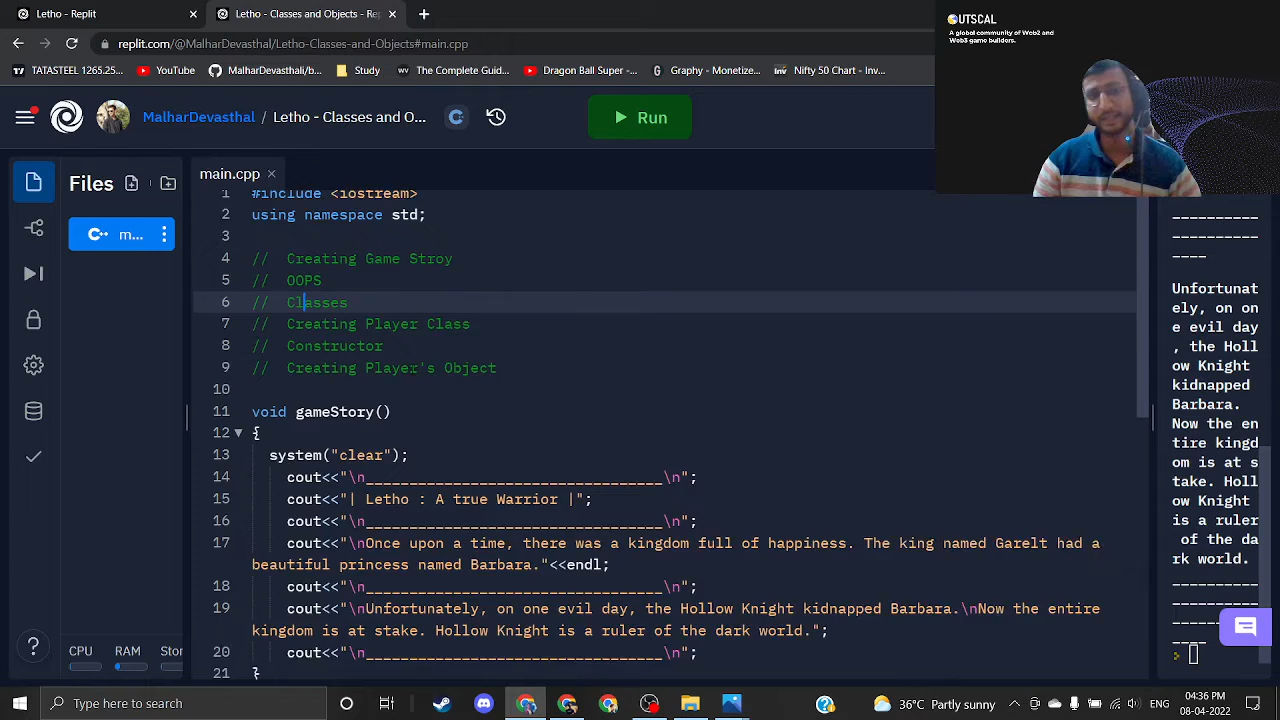 Letho - Replit
Letho - Classes and Objects - Rep
replit.com/@MalharDevasthal/Letho-Classes-and-Objects#main.cpp
TATASTEEL 1265.25...
YouTube
MalharDevasthali/b...
Study
The Complete Guid...
Dragon Ball Super -...
Graphy - Monetize...
Nifty 50 Chart - Inv...
OUTSCAL
A global community of Web2 and
Web3 game builders.
MalharDevasthal / Letho - Classes and O...
Run
Files
m...
main.cpp
1 #include <iostream>
2 using namespace std;
3
4 // Creating Game Stroy
5 // OOPS
6 // Classes
7 // Creating Player Class
8 // Constructor
9 // Creating Player's Object
10
11 void gameStory()
12 {
13 system("clear");
14 cout<<"\n__________________________________\n";
15 cout<<"| Letho : A true Warrior |";
16 cout<<"\n__________________________________\n";
17 cout<<"\nOnce upon a time, there was a kingdom full of happiness. The king named Garelt had a
beautiful princess named Barbara."<<endl;
18 cout<<"\n__________________________________\n";
19 cout<<"\nUnfortunately, on one evil day, the Hollow Knight kidnapped Barbara.\nNow the entire
kingdom is at stake. Hollow Knight is a ruler of the dark world.";
20 cout<<"\n__________________________________\n";
21 }
----------
----------
----
Unfortunat
ely, on on
e evil day
, the Holl
ow Knight
kidnapped
Barbara.
Now the en
tire kingd
om is at s
take. Holl
ow Knight
is a ruler
of the da
rk world.
----------
----------
----------
----
CPU
RAM
Stor
Type here to search
36°C Partly sunny
ENG
04:36 PM
08-04-2022